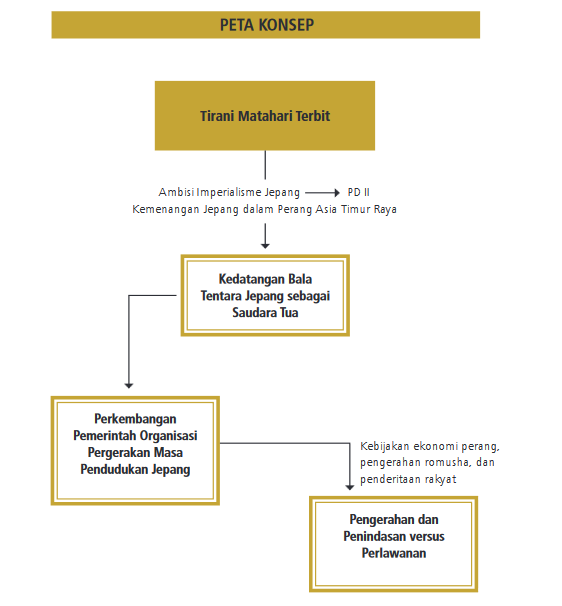 PETA KONSEP
Tirani Matahari Terbit
Ambisi Imperialisme Jepang PD II
Kemenangan Jepang dalam Perang Asia Timur Raya
Kedatangan Bala
Tentara Jepang sebagai
Saudara Tua
Perkembangan
Pemerintah Organisasi
Pergerakan Masa
Pendudukan Jepang
Kebijakan ekonomi perang,
pengerahan romusha, dan
penderitaan rakyat
Pengerahan dan
Penindasan versus
Perlawanan